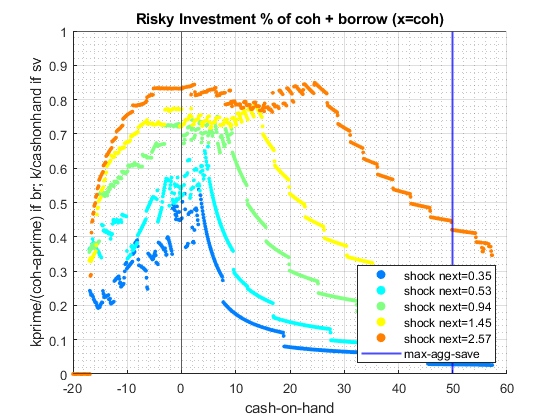 Risky Investment % of coh + borrow (x=coh)
kprime/(coh-aprime) if br; k/cashonhand if sv
1
0.9
0.8
0.7
0.6
0.5
0.4
0.3
0.2
0.1
0
-20
-10
0
10
20
30
40
50
60
cash-on-hand
shock next=0.35
shock next=0.53
shock next=0.94
shock next=1.45
shock next=2.57
max-agg-save